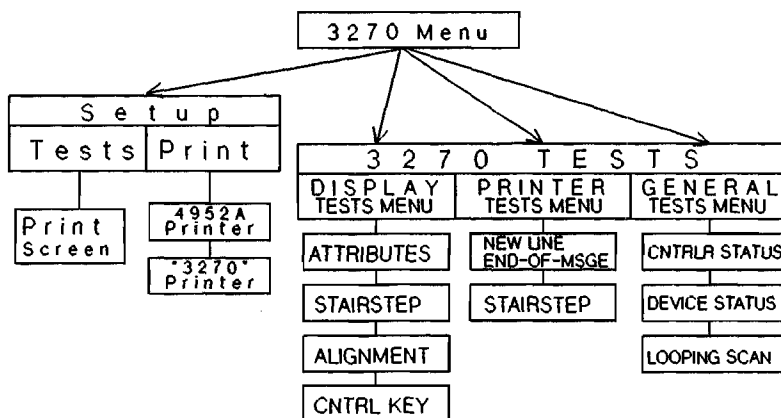 3270 Menu
Setup
Tests Print
Print
Screen
4952A
Printer
"3270"
Printer
3270 TESTS
DISPLAY
TESTS MENU
PRINTER
TESTS MENU
GENERAL
TESTS MENU
ATTRIBUTES
STAIRSTEP
ALIGNMENT
CNTRL KEY
NEW LINE
END-OF-MSGE
STAIRSTEP
CNTRLR STATUS
DEVICE STATUS
LOOPING SCAN